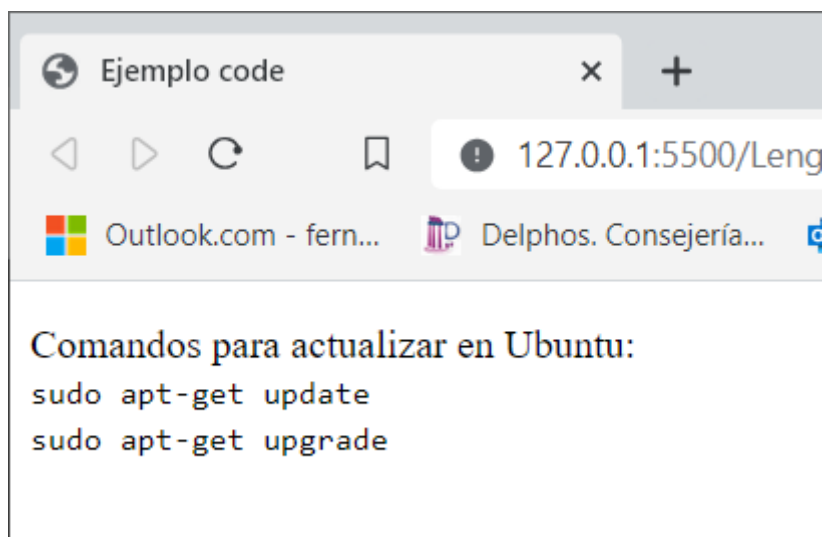 Ejemplo code
127.0.0.1:5500/Leng
Outlook.com - fern... Delphos. Consejería...
Comandos para actualizar en Ubuntu:
sudo apt-get update
sudo apt-get upgrade